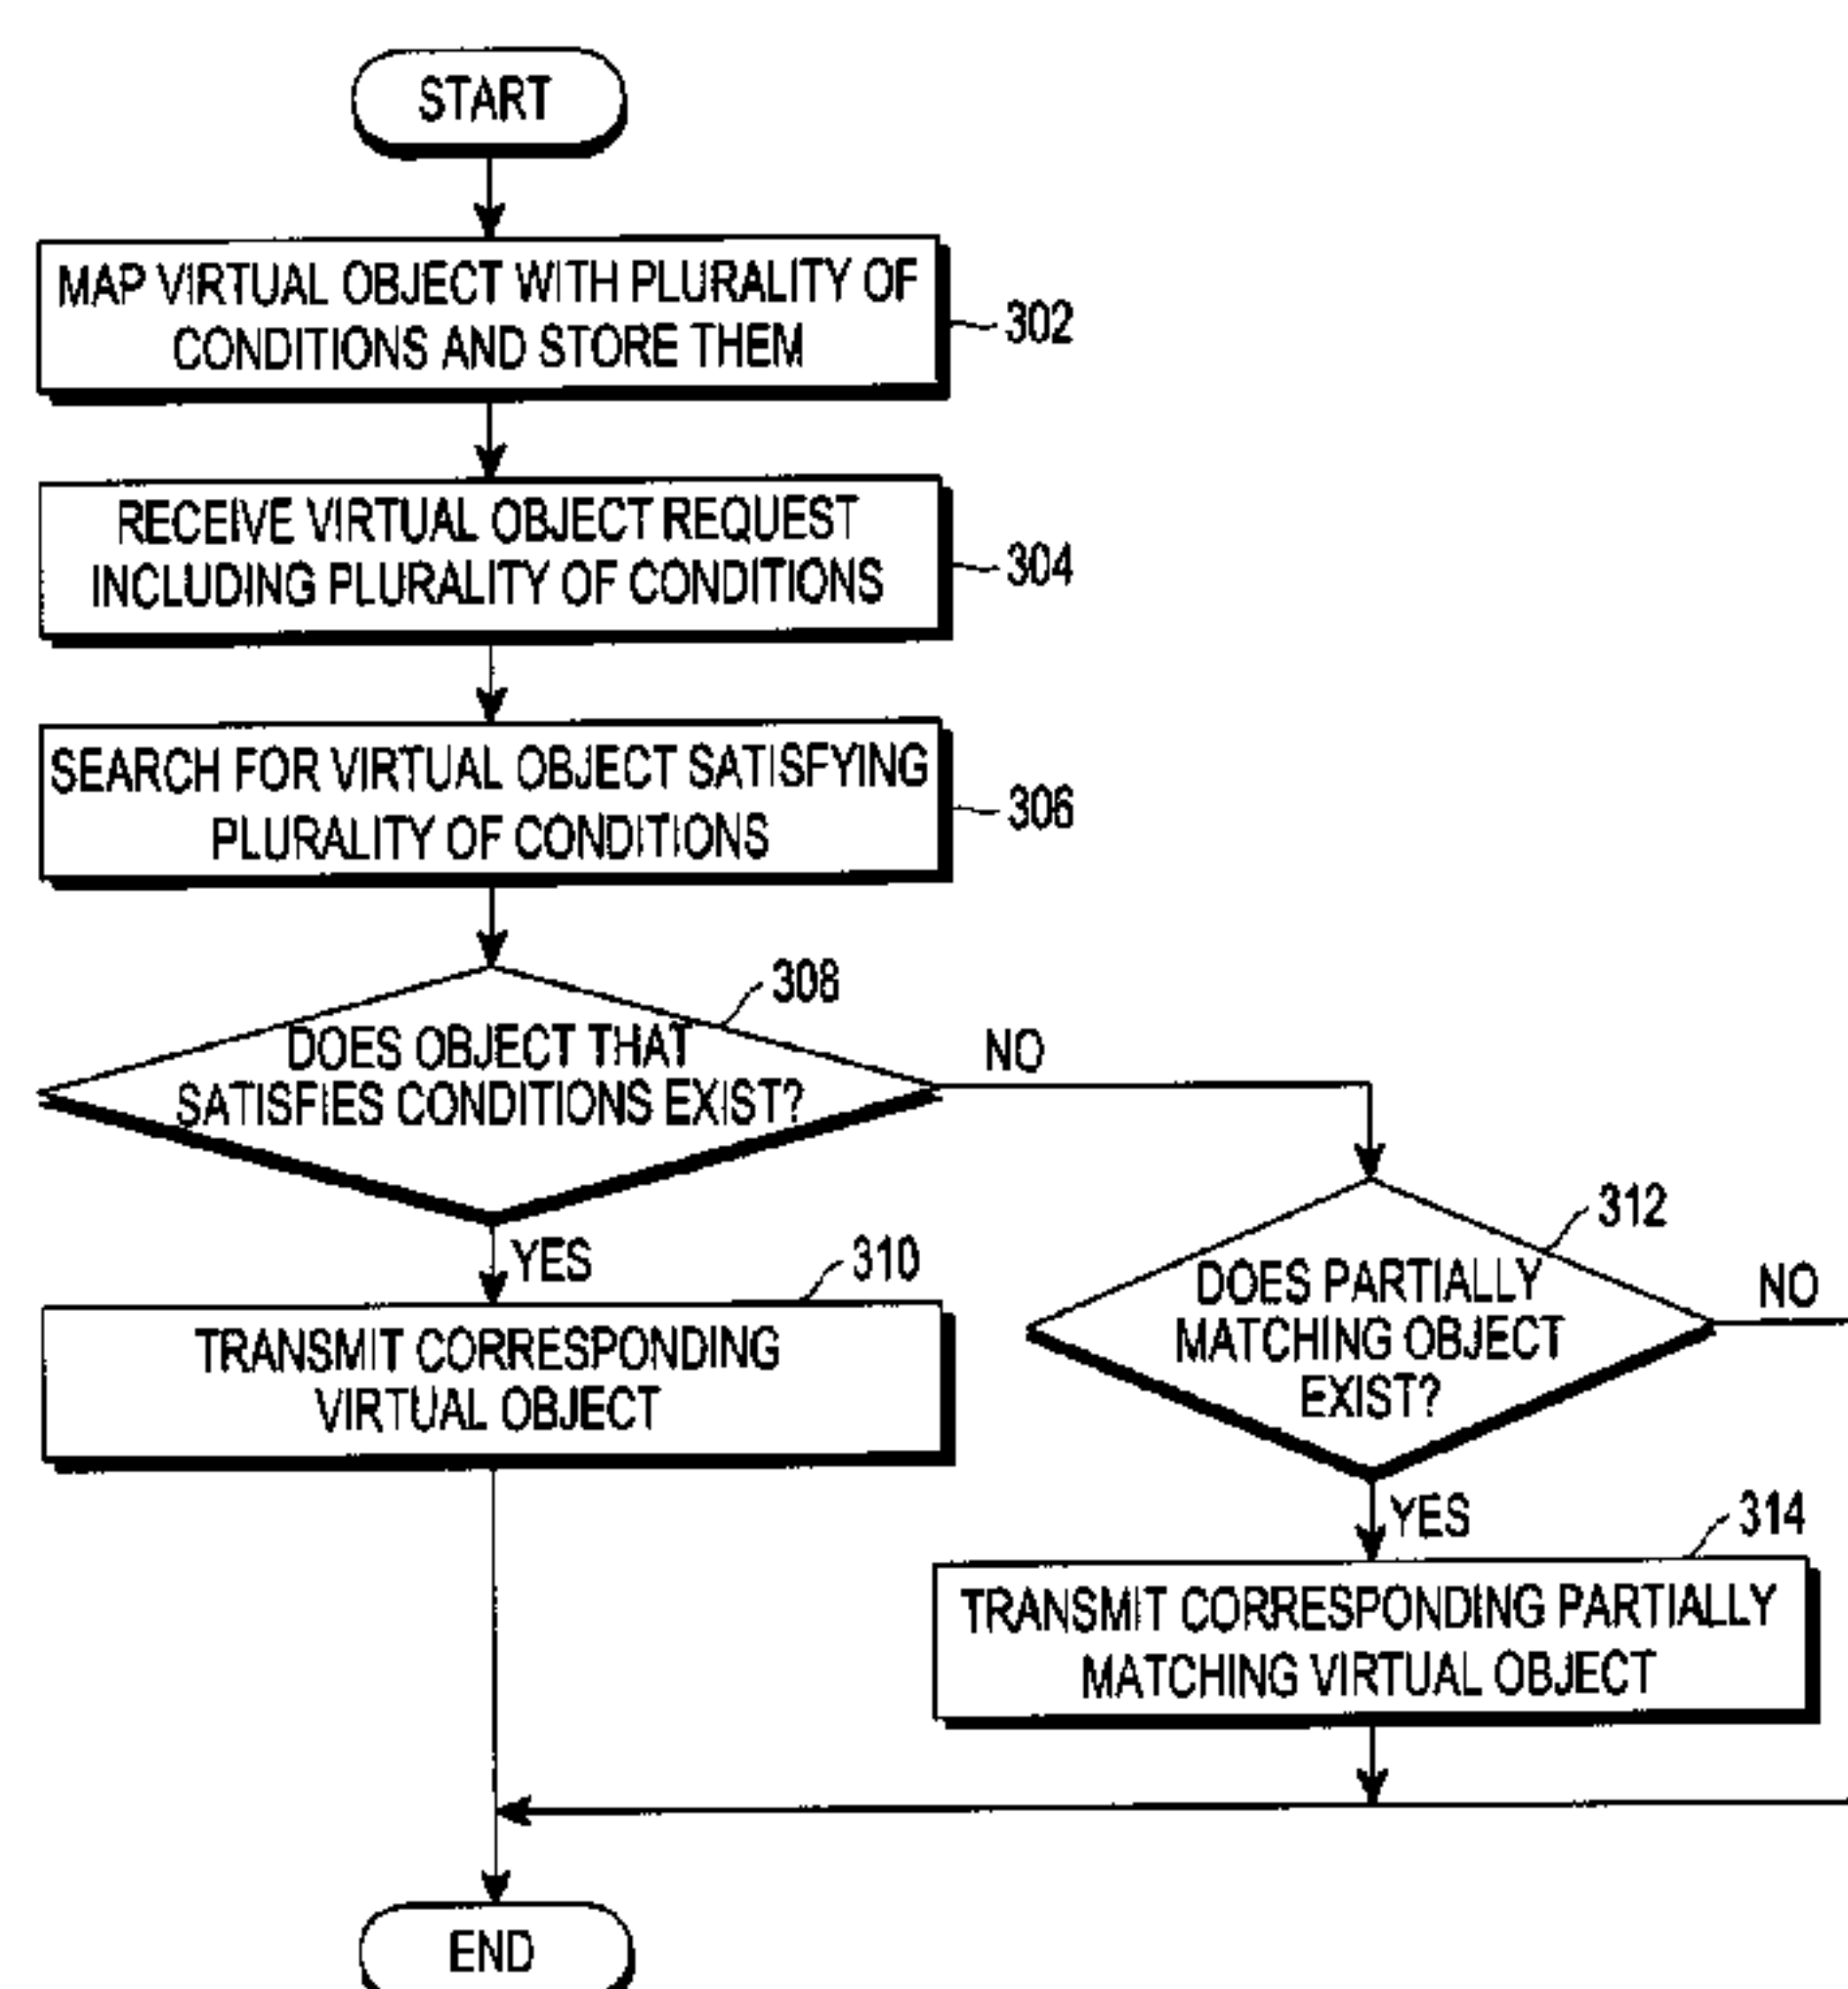 START
MAP VIRTUAL OBJECT WITH PLURALITY OF
CONDITIONS AND STORE THEM
302
RECEIVE VIRTUAL OBJECT REQUEST
INCLUDING PLURALITY OF CONDITIONS
304
SEARCH FOR VIRTUAL OBJECT SATISFYING
PLURALITY OF CONDITIONS
306
308
DOES OBJECT THAT
SATISFIES CONDITIONS EXIST?
NO
YES
310
TRANSMIT CORRESPONDING
VIRTUAL OBJECT
312
DOES PARTIALLY
MATCHING OBJECT
EXIST?
NO
YES
314
TRANSMIT CORRESPONDING PARTIALLY
MATCHING VIRTUAL OBJECT
END